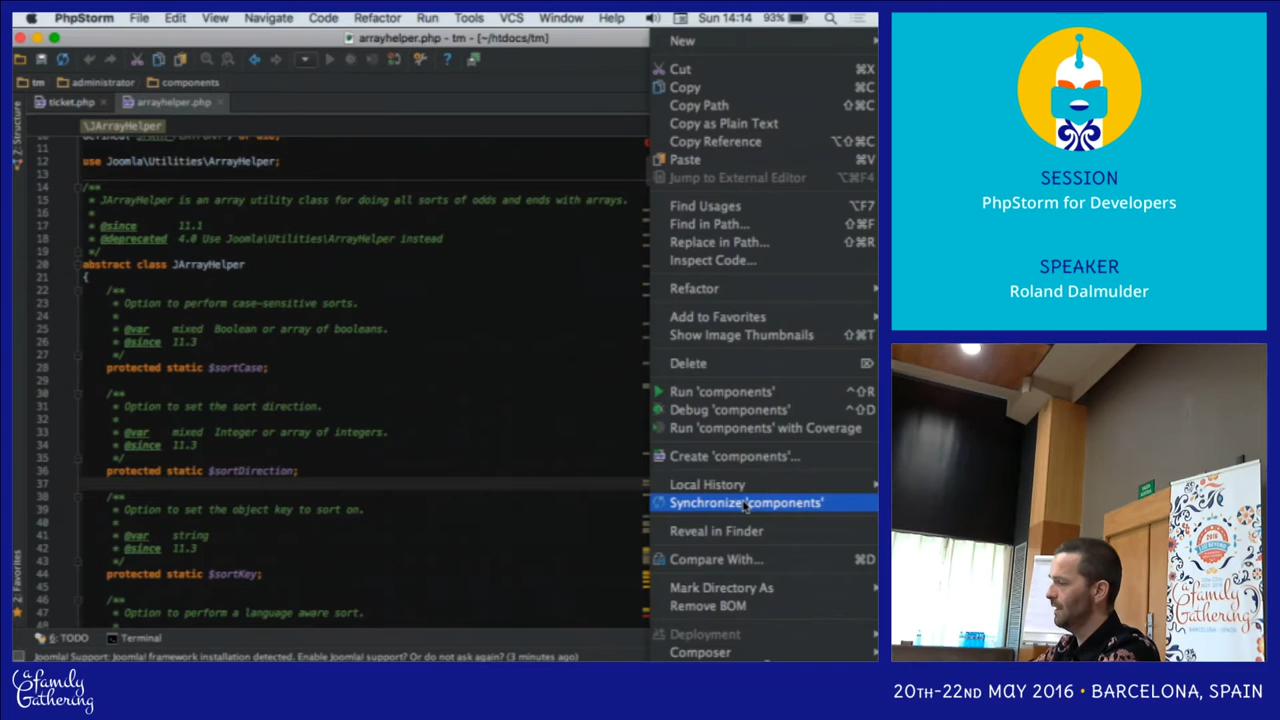 PhpStorm File Edit View Navigate Code Refactor Run Tools VCS Window Help Sun 14:14 93%
arrayhelper.php - tm - [~/htdocs/tm]
tm administrator components
ticket.php arrayhelper.php
\JArrayHelper
11
12 use Joomla\Utilities\ArrayHelper;
13
14 /**
15 * JArrayHelper is an array utility class for doing all sorts of odds and ends with arrays.
16 *
17 * @since 11.1
18 * @deprecated 4.0 Use Joomla\Utilities\ArrayHelper instead
19 */
20 abstract class JArrayHelper
21 {
22 /**
23 * Option to perform case-sensitive sorts.
24 *
25 * @var mixed Boolean or array of booleans.
26 * @since 11.3
27 */
28 protected static $sortCase;
29
30 /**
31 * Option to set the sort direction.
32 *
33 * @var mixed Integer or array of integers.
34 * @since 11.3
35 */
36 protected static $sortDirection;
37
38 /**
39 * Option to set the object key to sort on.
40 *
41 * @var string
42 * @since 11.3
43 */
44 protected static $sortKey;
45
46 /**
47 * Option to perform a language aware sort.
48 *
Z: Structure
2: Favorites
6: TODO Terminal
Joomla! Support: Joomla! framework installation detected. Enable Joomla! support? Or do not ask again? (3 minutes ago)
New
Cut ⌘X
Copy ⌘C
Copy Path ⇧⌘C
Copy as Plain Text
Copy Reference ⌥⇧⌘C
Paste ⌘V
Jump to External Editor ⌥⌘F4
Find Usages ⌥F7
Find in Path... ⇧⌘F
Replace in Path... ⇧⌘R
Inspect Code...
Refactor
Add to Favorites
Show Image Thumbnails ⇧⌘T
Delete ⌦
Run 'components' ^⇧R
Debug 'components' ^⇧D
Run 'components' with Coverage
Create 'components'...
Local History
Synchronize 'components'
Reveal in Finder
Compare With... ⌘D
Mark Directory As
Remove BOM
Deployment
Composer
SESSION
PhpStorm for Developers
SPEAKER
Roland Dalmulder
2016
a Family
Gathering
BARCELONA, SPAIN
a Family
Gathering
20TH-22ND MAY 2016 • BARCELONA, SPAIN